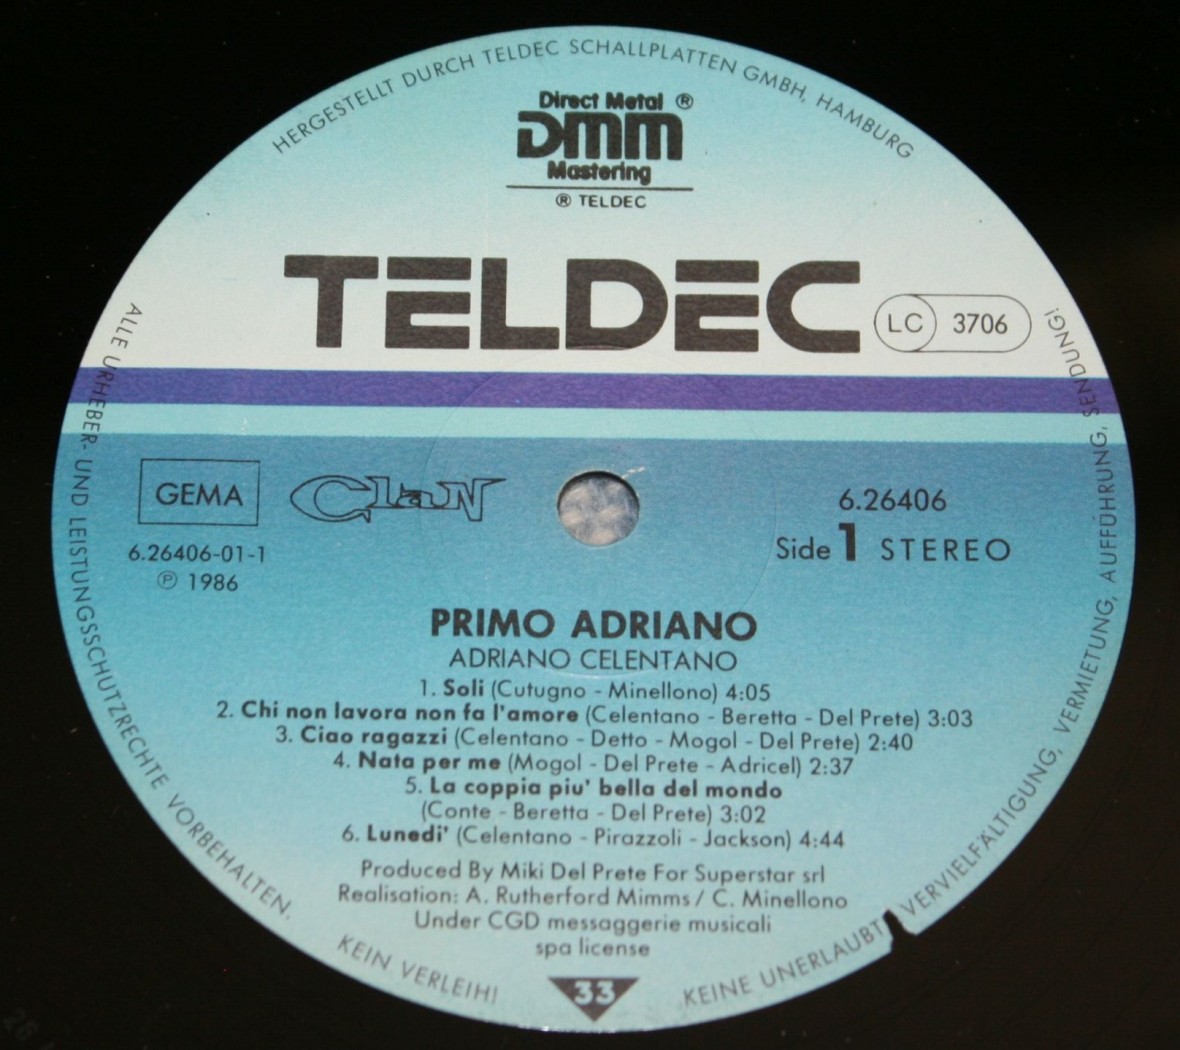 HERGESTELLT DURCH TELDEC SCHALLPLATTEN GMBH, HAMBURG
Direct Metal ®
DMM
Mastering
® TELDEC
TELDEC
LC 3706
GEMA
ClaN
6.26406
6.26406-01-1
Side 1 STEREO
℗ 1986
PRIMO ADRIANO
ADRIANO CELENTANO
1. Soli (Cutugno - Minellono) 4:05
2. Chi non lavora non fa l'amore (Celentano - Beretta - Del Prete) 3:03
3. Ciao ragazzi (Celentano - Detto - Mogol - Del Prete) 2:40
4. Nata per me (Mogol - Del Prete - Adricel) 2:37
5. La coppia piu' bella del mondo
(Conte - Beretta - Del Prete) 3:02
6. Lunedi' (Celentano - Pirazzoli - Jackson) 4:44
Produced By Miki Del Prete For Superstar srl
Realisation: A. Rutherford Mimms / C. Minellono
Under CGD messaggerie musicali
spa license
33
ALLE URHEBER- UND LEISTUNGSSCHUTZRECHTE VORBEHALTEN.
KEIN VERLEIH!
KEINE UNERLAUBTE VERVIELFÄLTIGUNG, VERMIETUNG, AUFFÜHRUNG, SENDUNG!